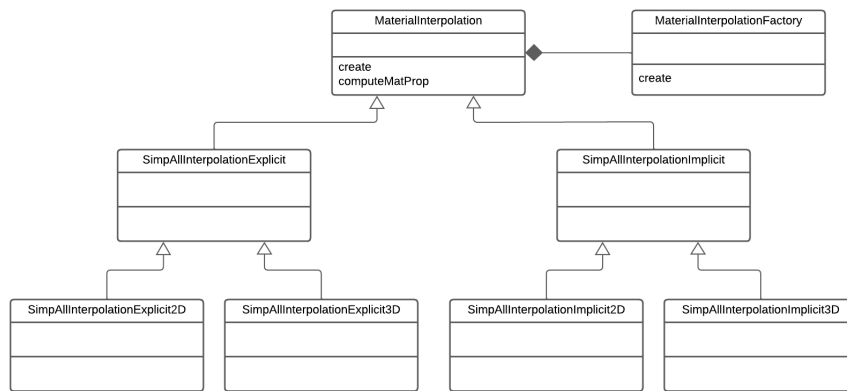 MaterialInterpolation
MaterialInterpolationFactory
create
computeMatProp
create
SimpAllInterpolationExplicit
SimpAllInterpolationImplicit
SimpAllInterpolationExplicit2D
SimpAllInterpolationExplicit3D
SimpAllInterpolationImplicit2D
SimpAllInterpolationImplicit3D